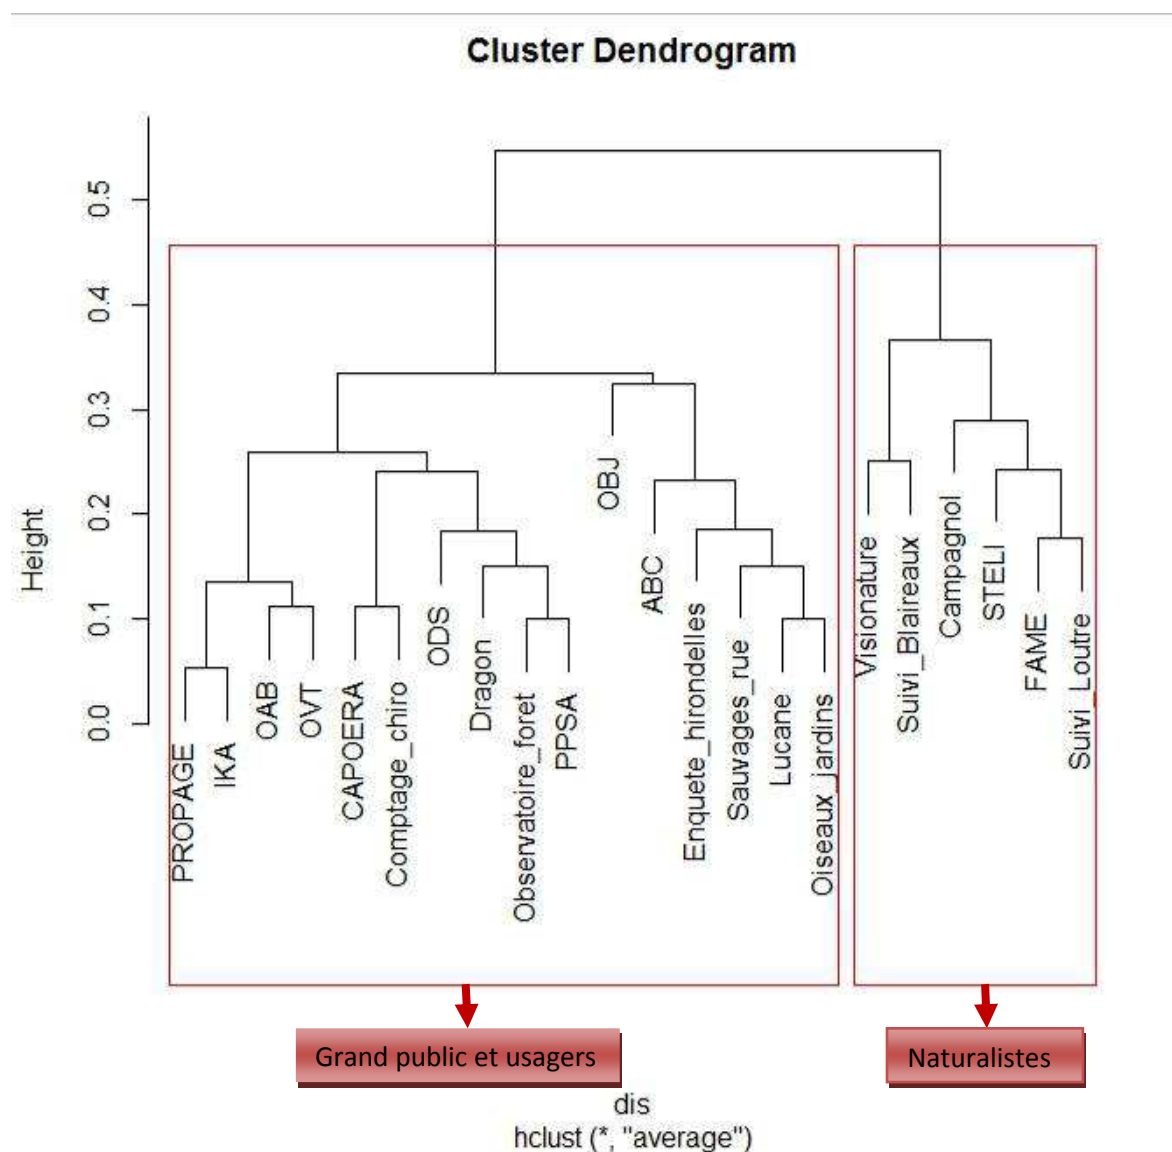 Cluster Dendrogram
Height
0.5
0.4
0.3
0.2
0.1
0.0
PROPAGE
IKA
OAB
OVT
CAPOERA
Comptage_chiro
ODS
Dragon
Observatoire_foret
PPSA
OBJ
ABC
Enquete_hirondelles
Sauvages_rue
Lucane
Oiseaux_jardins
Visionature
Suivi_Blaireaux
Campagnol
STELI
FAME
Suivi_Loutre
Grand public et usagers
Naturalistes
dis
hclust (*, "average")